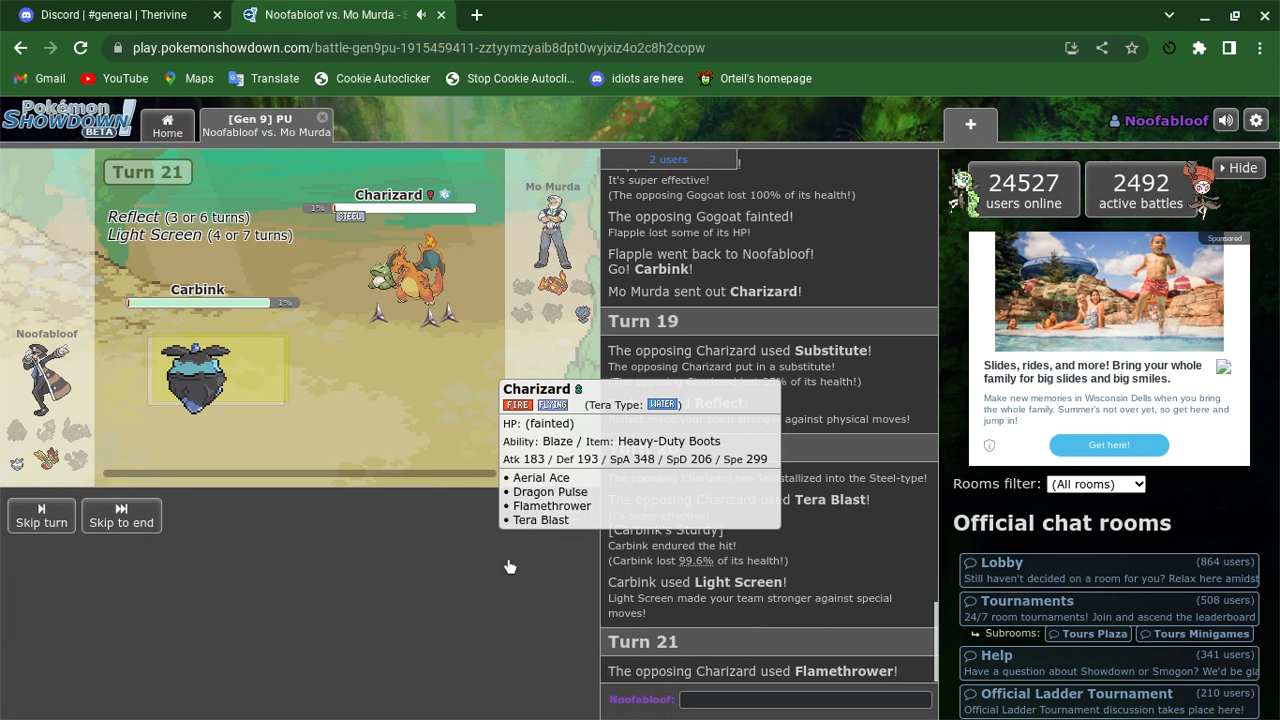 Discord | #general | Therivine
Noofabloof vs. Mo Murda - S
play.pokemonshowdown.com/battle-gen9pu-1915459411-zztyymzyaib8dpt0wyjxiz4o2c8h2copw
Gmail
YouTube
Maps
Translate
Cookie Autoclicker
Stop Cookie Autocli...
idiots are here
Orteil's homepage
Pokémon
SHOWDOWN!
BETA
Home
[Gen 9] PU
Noofabloof vs. Mo Murda
Noofabloof
Turn 21
Reflect (3 or 6 turns)
Light Screen (4 or 7 turns)
Charizard
1%
STEEL
Carbink
1%
Mo Murda
Noofabloof
Skip turn
Skip to end
2 users
It's super effective!
(The opposing Gogoat lost 100% of its health!)
The opposing Gogoat fainted!
Flapple lost some of its HP!
Flapple went back to Noofabloof!
Go! Carbink!
Mo Murda sent out Charizard!
Turn 19
The opposing Charizard used Substitute!
The opposing Charizard put in a substitute!
Charizard
FIRE FLYING (Tera Type: WATER)
HP: (fainted)
Ability: Blaze / Item: Heavy-Duty Boots
Atk 183 / Def 193 / SpA 348 / SpD 206 / Spe 299
• Aerial Ace
• Dragon Pulse
• Flamethrower
• Tera Blast
The opposing Charizard has Terastallized into the Steel-type!
The opposing Charizard used Tera Blast!
[Carbink's Sturdy]
Carbink endured the hit!
(Carbink lost 99.6% of its health!)
Carbink used Light Screen!
Light Screen made your team stronger against special
moves!
Turn 21
The opposing Charizard used Flamethrower!
Noofabloof:
24527
users online
2492
active battles
Hide
Sponsored
Slides, rides, and more! Bring your whole
family for big slides and big smiles.
Make new memories in Wisconsin Dells when you bring
the whole family. Summer's not over yet, so get here and
jump in!
Get here!
Rooms filter: (All rooms)
Official chat rooms
Lobby (864 users)
Still haven't decided on a room for you? Relax here amidst
Tournaments (508 users)
24/7 room tournaments! Join and ascend the leaderboard
Subrooms: Tours Plaza Tours Minigames
Help (341 users)
Have a question about Showdown or Smogon? We'd be gla
Official Ladder Tournament (210 users)
Official Ladder Tournament discussion takes place here!